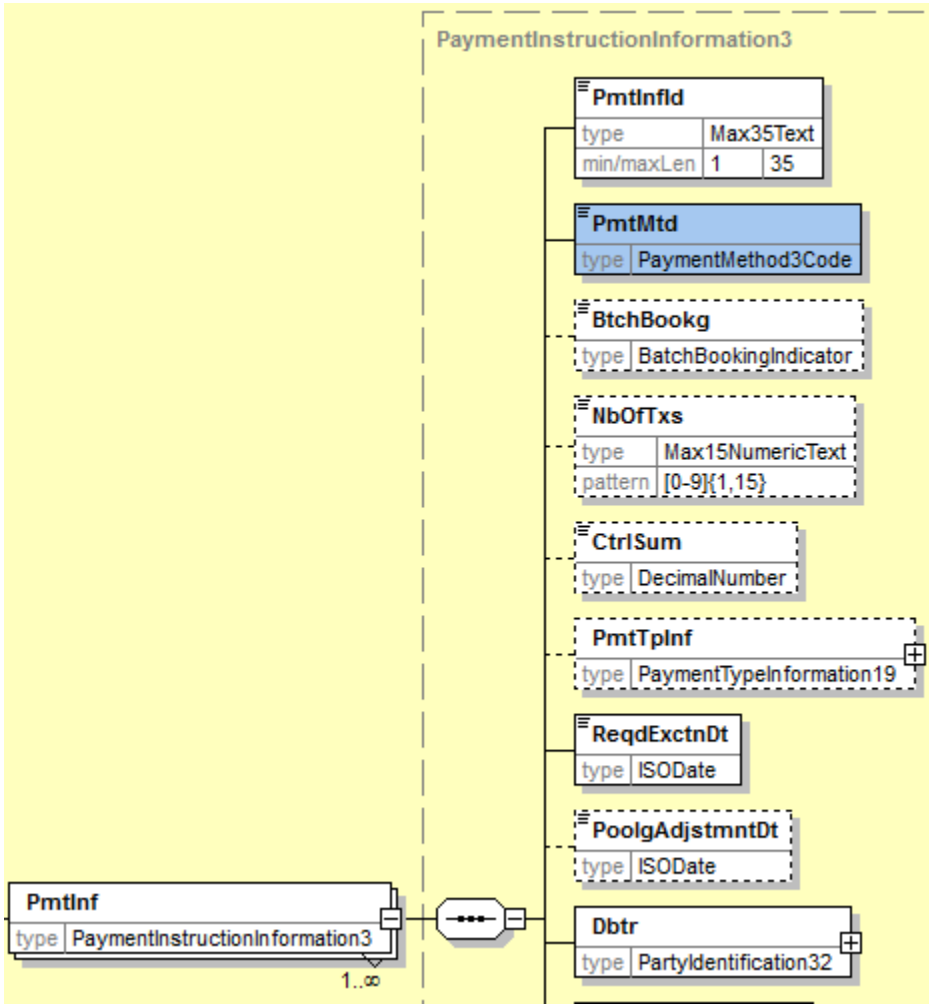 PaymentInstructionInformation3
PmtInfId
type Max35Text
min/maxLen 1 35
PmtMtd
type PaymentMethod3Code
BtchBookg
type BatchBookingIndicator
NbOfTxs
type Max15NumericText
pattern [0-9]{1,15}
CtrlSum
type DecimalNumber
PmtTpInf
type PaymentTypeInformation19
ReqdExctnDt
type ISODate
PoolgAdjstmntDt
type ISODate
PmtInf
type PaymentInstructionInformation3
1..∞
Dbtr
type PartyIdentification32